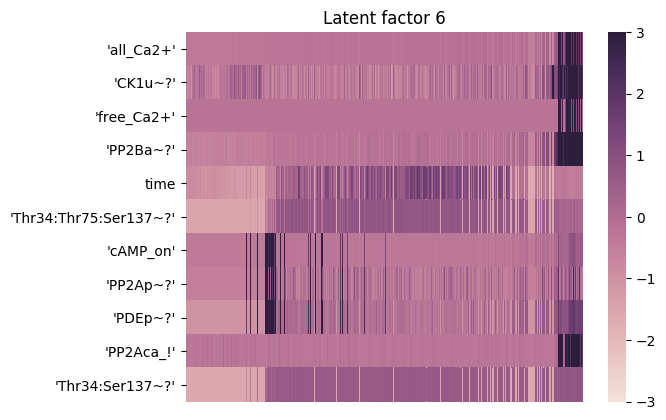 Latent factor 6
'all_Ca2+'
'CK1u~?'
'free_Ca2+'
'PP2Ba~?'
time
'Thr34:Thr75:Ser137~?'
'cAMP_on'
'PP2Ap~?'
'PDEp~?'
'PP2Aca_!'
'Thr34:Ser137~?'
3
2
1
0
−1
−2
−3